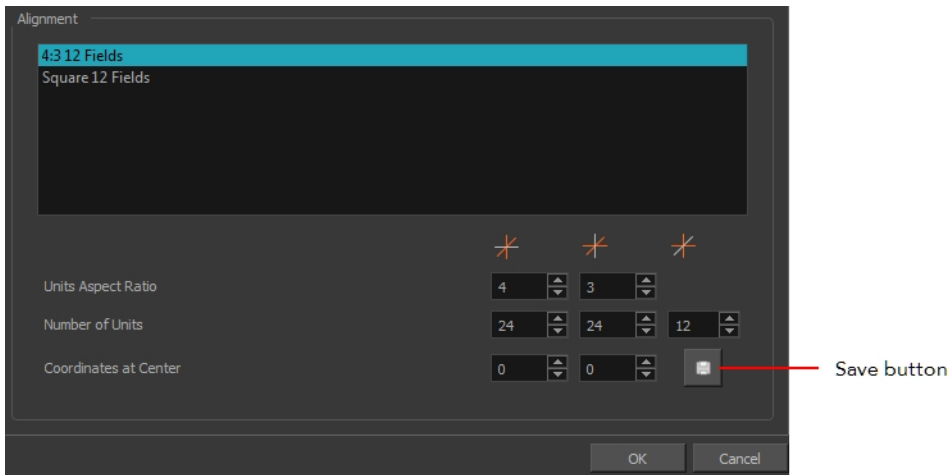 Alignment
4:3 12 Fields
Square 12 Fields
Units Aspect Ratio 4 3
Number of Units 24 24 12
Coordinates at Center 0 0 Save button
OK Cancel